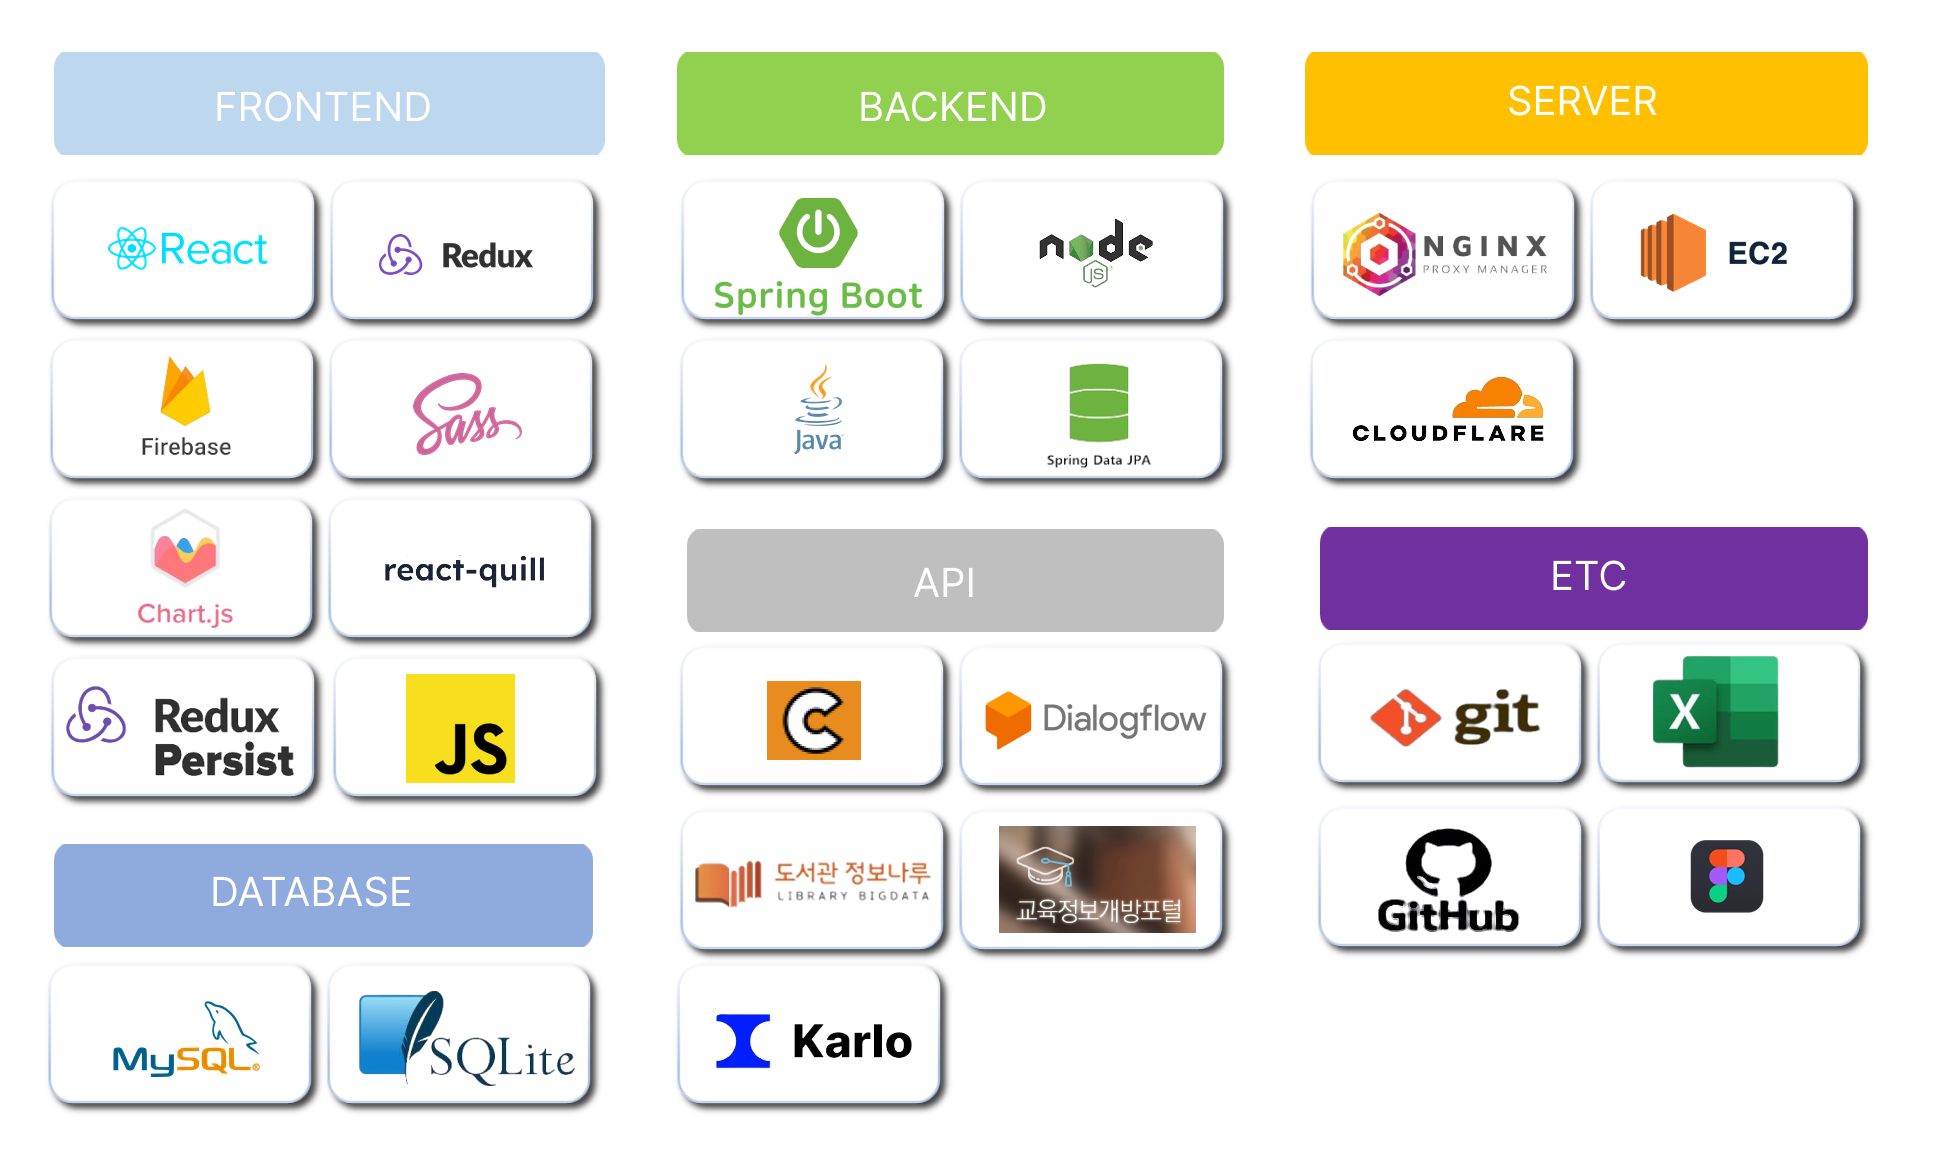 FRONTEND
React
Redux
Firebase
Sass
Chart.js
react-quill
Redux
Persist
JS
DATABASE
MySQL®
SQLite
BACKEND
Spring Boot
node
JS
Java
Spring Data JPA
API
C
Dialogflow
도서관 정보나루
LIBRARY BIGDATA
교육정보개방포털
Karlo
SERVER
NGINX
PROXY MANAGER
EC2
CLOUDFLARE
ETC
git
X
GitHub